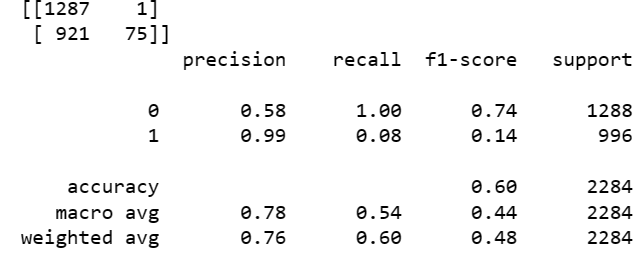 [[1287 1]
[ 921 75]]
precision recall f1-score support
0 0.58 1.00 0.74 1288
1 0.99 0.08 0.14 996
accuracy 0.60 2284
macro avg 0.78 0.54 0.44 2284
weighted avg 0.76 0.60 0.48 2284